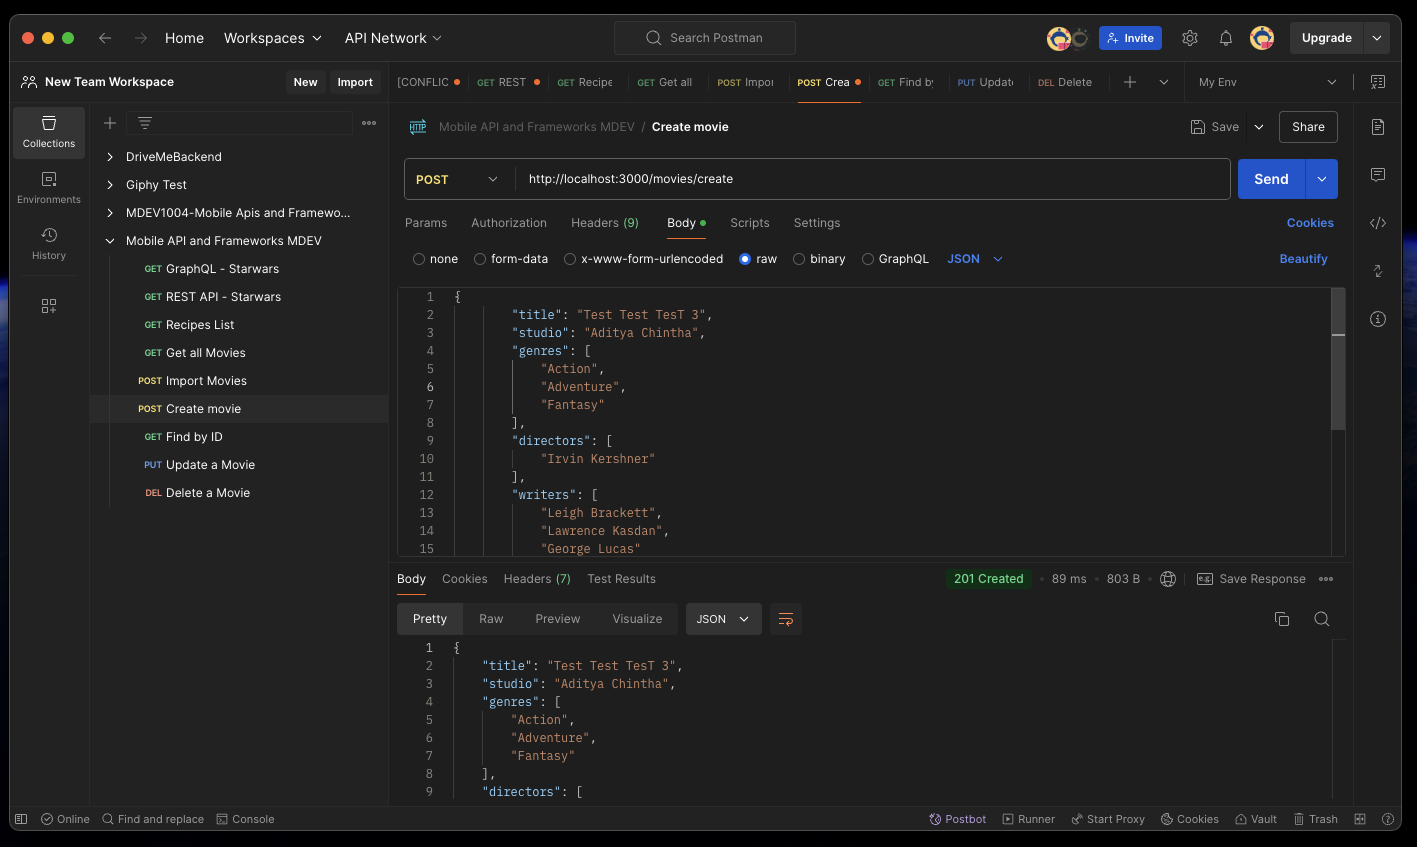 Home Workspaces API Network Search Postman Invite Upgrade
New Team Workspace New Import [CONFLIC GET REST GET Recipe GET Get all POST Impor POST Crea GET Find by PUT Update DEL Delete My Env
Collections
Environments
History
DriveMeBackend
Giphy Test
MDEV1004-Mobile Apis and Framewo...
Mobile API and Frameworks MDEV
GET GraphQL - Starwars
GET REST API - Starwars
GET Recipes List
GET Get all Movies
POST Import Movies
POST Create movie
GET Find by ID
PUT Update a Movie
DEL Delete a Movie
HTTP Mobile API and Frameworks MDEV / Create movie Save Share
POST http://localhost:3000/movies/create Send
Params Authorization Headers (9) Body Scripts Settings Cookies
none form-data x-www-form-urlencoded raw binary GraphQL JSON Beautify
1 {
2 "title": "Test Test TesT 3",
3 "studio": "Aditya Chintha",
4 "genres": [
5 "Action",
6 "Adventure",
7 "Fantasy"
8 ],
9 "directors": [
10 "Irvin Kershner"
11 ],
12 "writers": [
13 "Leigh Brackett",
14 "Lawrence Kasdan",
15 "George Lucas"
Body Cookies Headers (7) Test Results 201 Created 89 ms 803 B e.g. Save Response
Pretty Raw Preview Visualize JSON
1 {
2 "title": "Test Test TesT 3",
3 "studio": "Aditya Chintha",
4 "genres": [
5 "Action",
6 "Adventure",
7 "Fantasy"
8 ],
9 "directors": [
Online Find and replace Console Postbot Runner Start Proxy Cookies Vault Trash